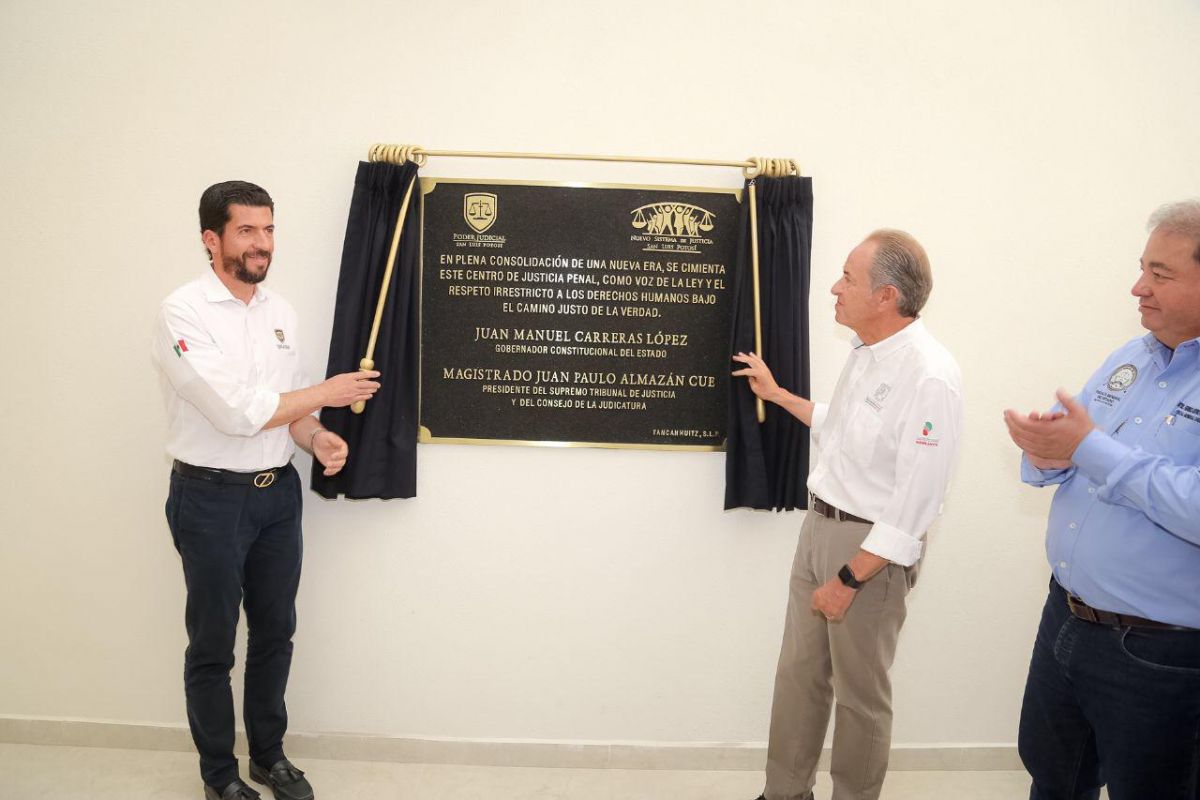 PODER JUDICIAL
SAN LUIS POTOSÍ
NUEVO SISTEMA DE JUSTICIA
SAN LUIS POTOSÍ
EN PLENA CONSOLIDACIÓN DE UNA NUEVA ERA, SE CIMIENTA
ESTE CENTRO DE JUSTICIA PENAL, COMO VOZ DE LA LEY Y EL
RESPETO IRRESTRICTO A LOS DERECHOS HUMANOS BAJO
EL CAMINO JUSTO DE LA VERDAD.
JUAN MANUEL CARRERAS LÓPEZ
GOBERNADOR CONSTITUCIONAL DEL ESTADO
MAGISTRADO JUAN PAULO ALMAZÁN CUE
PRESIDENTE DEL SUPREMO TRIBUNAL DE JUSTICIA
Y DEL CONSEJO DE LA JUDICATURA
TANCANHUITZ, S.L.P.